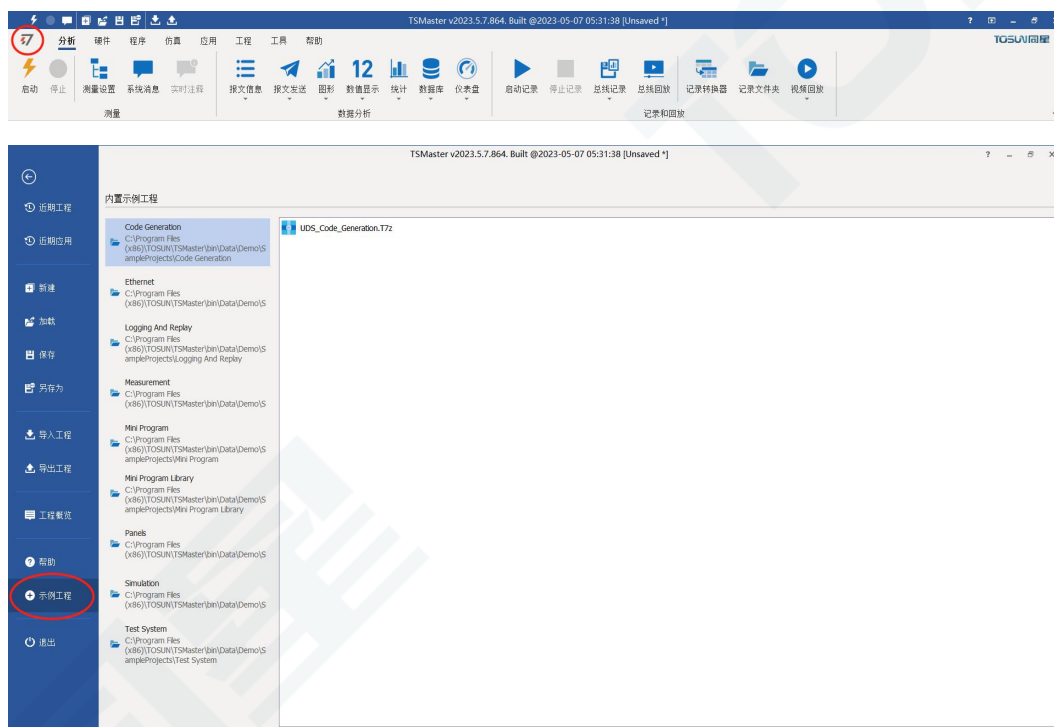 TSMaster v2023.5.7.864. Built @2023-05-07 05:31:38 [Unsaved *]
分析 硬件 程序 仿真 应用 工程 工具 帮助
TOSUN同星
12
启动 停止 测量设置 系统消息 实时注释 报文信息 报文发送 图形 数值显示 统计 数据库 仪表盘 启动记录 停止记录 总线记录 总线回放 记录转换器 记录文件夹 视频回放
测量 数据分析 记录和回放
TSMaster v2023.5.7.864. Built @2023-05-07 05:31:38 [Unsaved *]
近期工程
近期应用
新建
加载
保存
另存为
导入工程
导出工程
工程概览
帮助
示例工程
退出
内置示例工程
Code Generation
C:\Program Files
(x86)\TOSUN\TSMaster\bin\Data\Demo\S
ampleProjects\Code Generation
Ethernet
C:\Program Files
(x86)\TOSUN\TSMaster\bin\Data\Demo\S
Logging And Replay
C:\Program Files
(x86)\TOSUN\TSMaster\bin\Data\Demo\S
ampleProjects\Logging And Replay
Measurement
C:\Program Files
(x86)\TOSUN\TSMaster\bin\Data\Demo\S
Mini Program
C:\Program Files
(x86)\TOSUN\TSMaster\bin\Data\Demo\S
ampleProjects\Mini Program
Mini Program Library
C:\Program Files
(x86)\TOSUN\TSMaster\bin\Data\Demo\S
ampleProjects\Mini Program Library
Panels
C:\Program Files
(x86)\TOSUN\TSMaster\bin\Data\Demo\S
Simulation
C:\Program Files
(x86)\TOSUN\TSMaster\bin\Data\Demo\S
Test System
C:\Program Files
(x86)\TOSUN\TSMaster\bin\Data\Demo\S
ampleProjects\Test System
UDS_Code_Generation.T7z